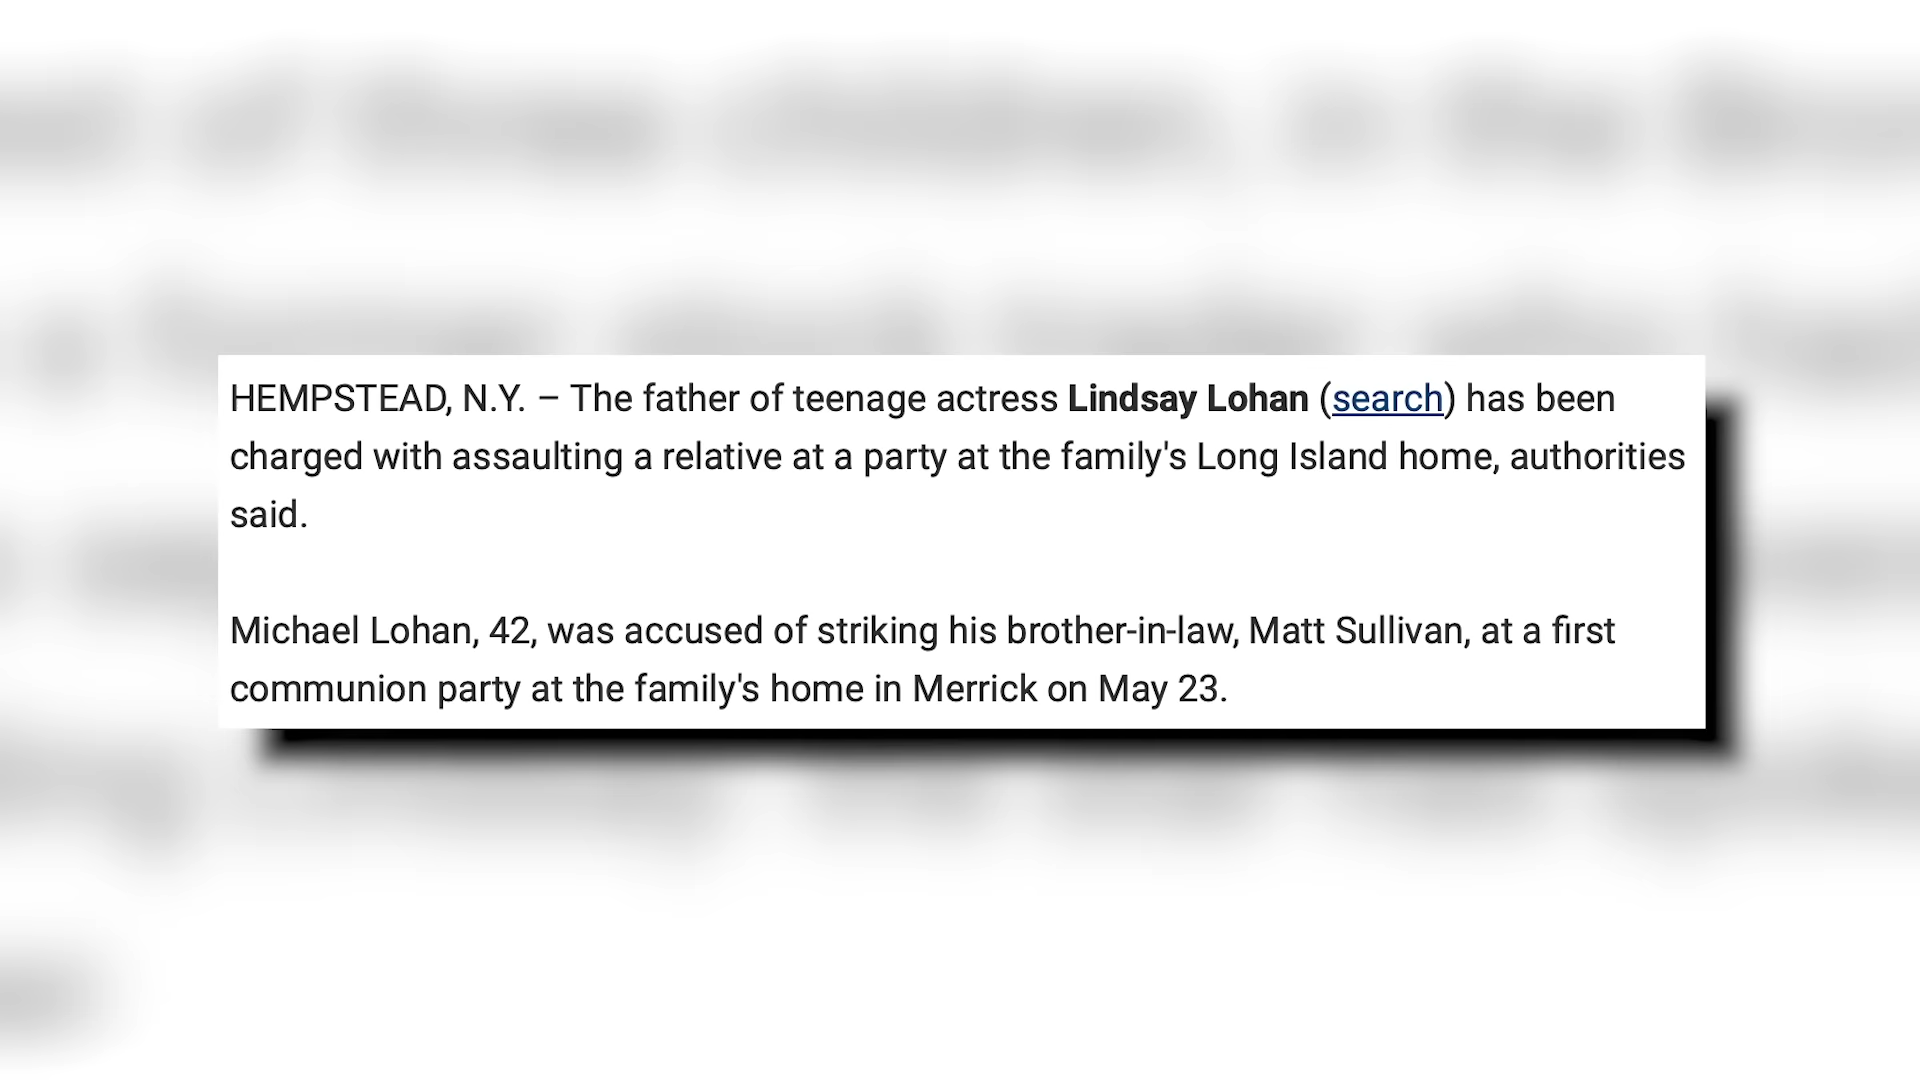 HEMPSTEAD, N.Y. – The father of teenage actress Lindsay Lohan (search) has been
charged with assaulting a relative at a party at the family's Long Island home, authorities
said.
Michael Lohan, 42, was accused of striking his brother-in-law, Matt Sullivan, at a first
communion party at the family's home in Merrick on May 23.